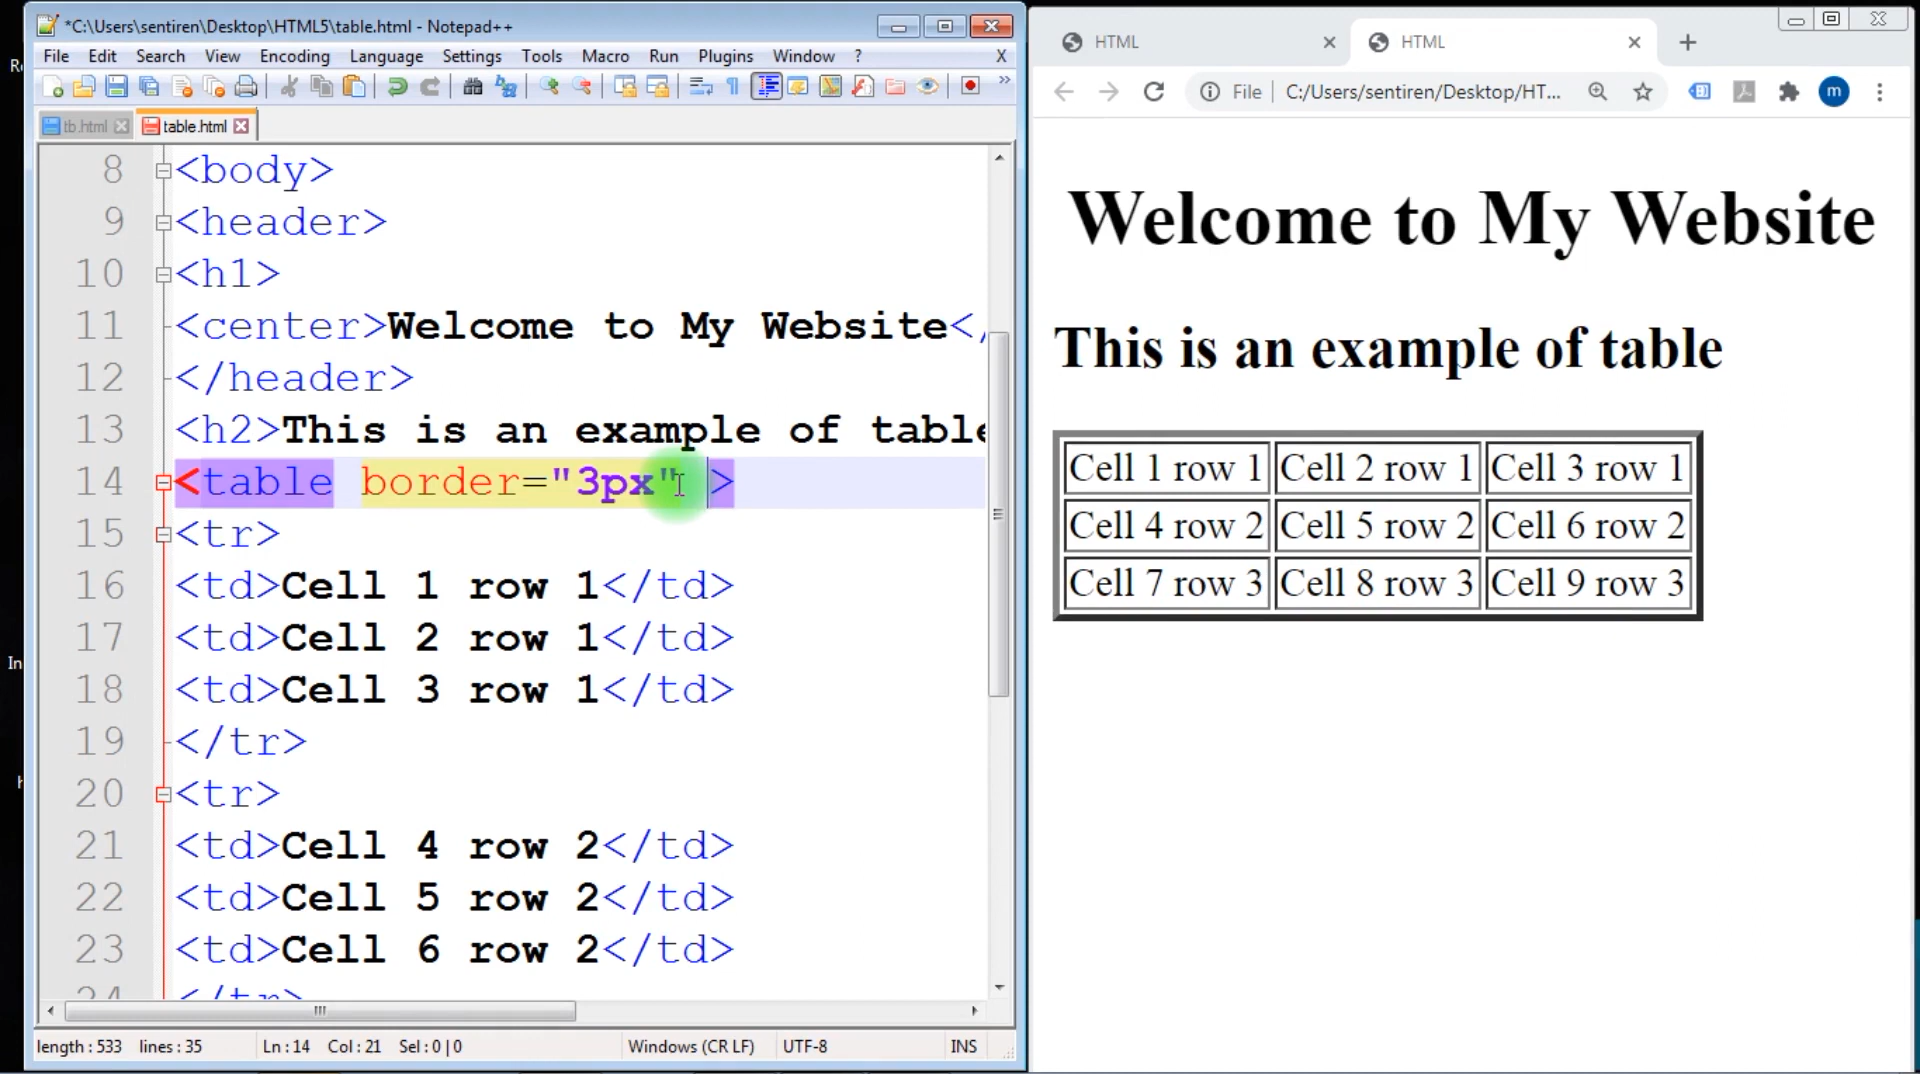 *C:\Users\sentiren\Desktop\HTML5\table.html - Notepad++
File Edit Search View Encoding Language Settings Tools Macro Run Plugins Window ? X
tb.html table.html
8 <body>
9 <header>
10 <h1>
11 <center>Welcome to My Website</
12 </header>
13 <h2>This is an example of table
14 <table border="3px" >
15 <tr>
16 <td>Cell 1 row 1</td>
17 <td>Cell 2 row 1</td>
18 <td>Cell 3 row 1</td>
19 </tr>
20 <tr>
21 <td>Cell 4 row 2</td>
22 <td>Cell 5 row 2</td>
23 <td>Cell 6 row 2</td>
24 </tr>
length : 533 lines : 35 Ln : 14 Col : 21 Sel : 0 | 0 Windows (CR LF) UTF-8 INS
HTML HTML
File C:/Users/sentiren/Desktop/HT... m
Welcome to My Website
This is an example of table
Cell 1 row 1 Cell 2 row 1 Cell 3 row 1
Cell 4 row 2 Cell 5 row 2 Cell 6 row 2
Cell 7 row 3 Cell 8 row 3 Cell 9 row 3